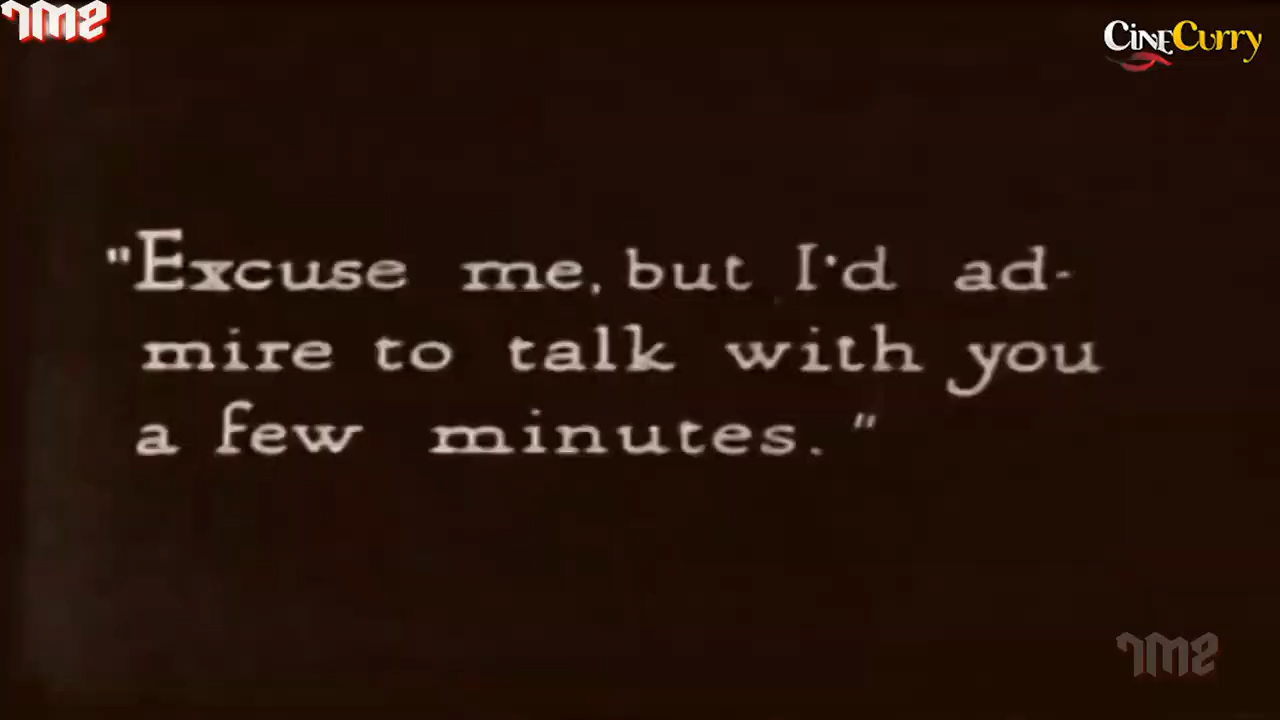 CineCurry
"Excuse me, but I'd ad-
mire to talk with you
a few minutes."